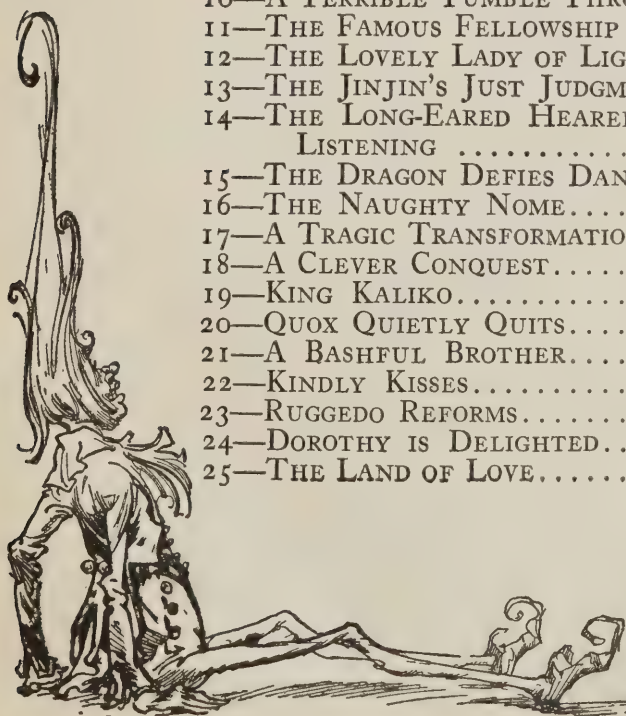 11—THE FAMOUS FELLOWSHIP
12—THE LOVELY LADY OF LIG
13—THE JINJIN'S JUST JUDGM
14—THE LONG-EARED HEARE
LISTENING ..........
15—THE DRAGON DEFIES DAN
16—THE NAUGHTY NOME....
17—A TRAGIC TRANSFORMATIO
18—A CLEVER CONQUEST.....
19—KING KALIKO..........
20—QUOX QUIETLY QUITS....
21—A BASHFUL BROTHER....
22—KINDLY KISSES.........
23—RUGGEDO REFORMS.......
24—DOROTHY IS DELIGHTED..
25—THE LAND OF LOVE......